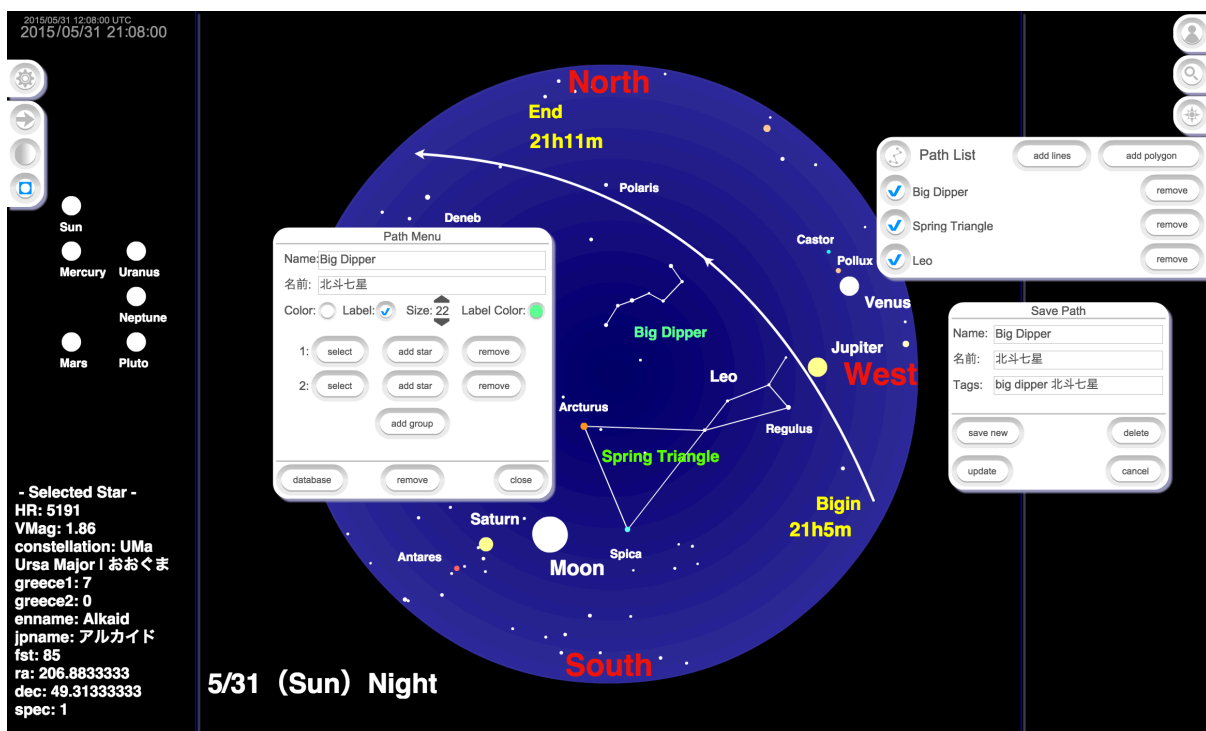 2015/05/31 12:08:00 UTC
2015/05/31 21:08:00
North
End
21h11m
Polaris
Deneb
Castor
Pollux
Venus
Jupiter
West
Big Dipper
Leo
Arcturus
Regulus
Spring Triangle
Bigin
21h5m
Saturn
Spica
Antares
Moon
South
5/31（Sun）Night
Sun
Mercury Uranus
Neptune
Mars Pluto
Path Menu
Name: Big Dipper
名前: 北斗七星
Color: Label: Size: 22 Label Color:
1: select add star remove
2: select add star remove
add group
database remove close
Path List add lines add polygon
Big Dipper remove
Spring Triangle remove
Leo remove
Save Path
Name: Big Dipper
名前: 北斗七星
Tags: big dipper 北斗七星
save new delete
update cancel
- Selected Star -
HR: 5191
VMag: 1.86
constellation: UMa
Ursa Major | おおぐま
greece1: 7
greece2: 0
enname: Alkaid
jpname: アルカイド
fst: 85
ra: 206.8833333
dec: 49.31333333
spec: 1